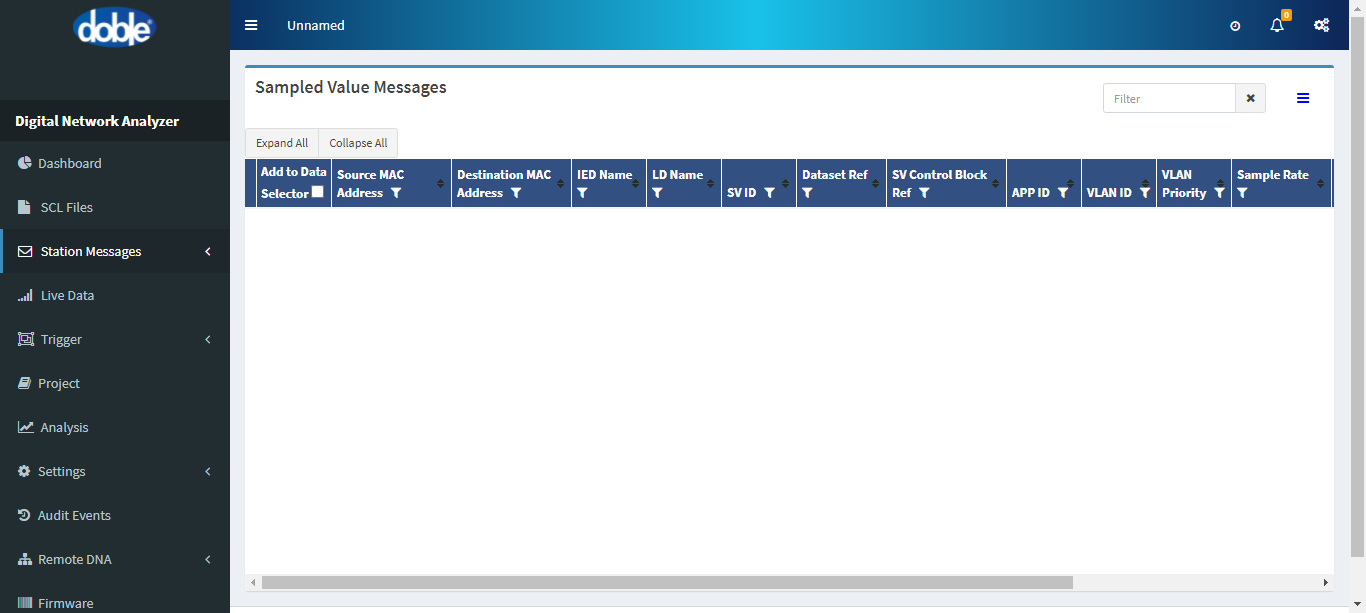 doble
Unnamed
0
Digital Network Analyzer
Dashboard
SCL Files
Station Messages
Live Data
Trigger
Project
Analysis
Settings
Audit Events
Remote DNA
Firmware
Sampled Value Messages
Filter
Expand All
Collapse All
Add to Data
Selector
Source MAC
Address
Destination MAC
Address
IED Name
LD Name
SV ID
Dataset Ref
SV Control Block
Ref
APP ID
VLAN ID
VLAN
Priority
Sample Rate